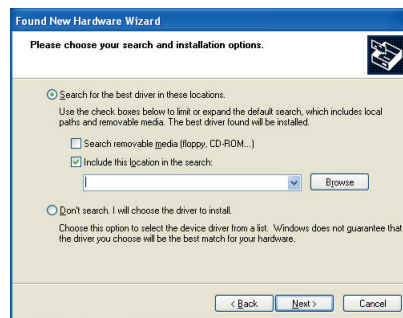 Found New Hardware Wizard
Please choose your search and installation options.
Search for the best driver in these locations.
Use the check boxes below to limit or expand the default search, which includes local
paths and removable media. The best driver found will be installed.
Search removable media (floppy, CD-ROM...)
Include this location in the search:
Browse
Don't search. I will choose the driver to install.
Choose this option to select the device driver from a list. Windows does not guarantee that
the driver you choose will be the best match for your hardware.
< Back
Next >
Cancel